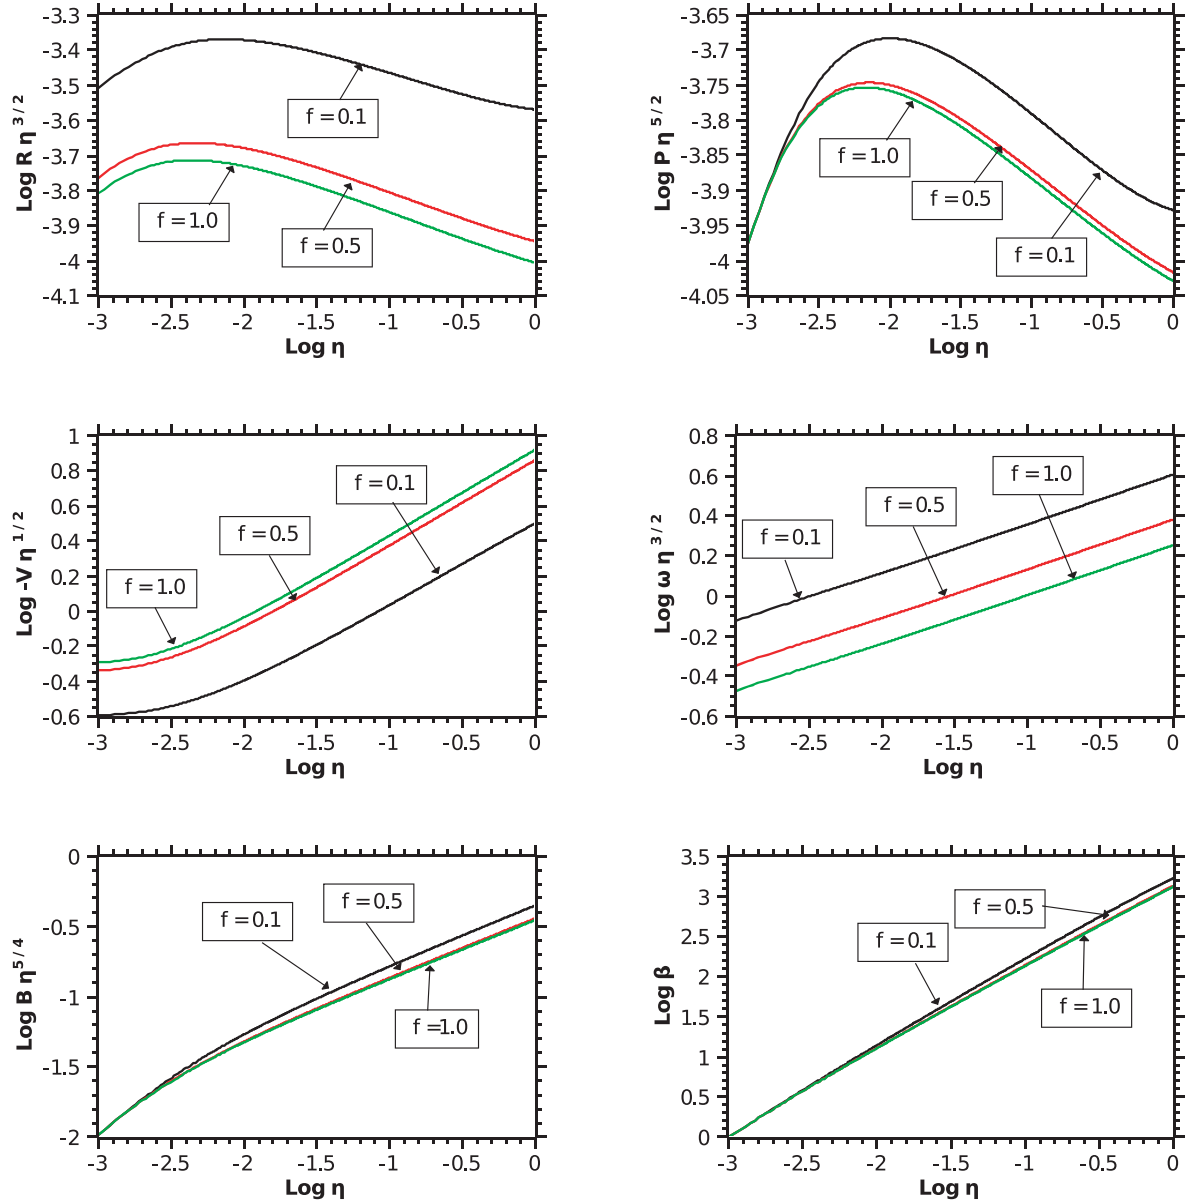 -3.3
-3.4
-3.5
-3.6
-3.7
-3.8
-3.9
-4
-4.1
Log R η 3/2
f=0.1
f=1.0
f=0.5
-3 -2.5 -2 -1.5 -1 -0.5 0
Log η
-3.65
-3.7
-3.75
-3.8
-3.85
-3.9
-3.95
-4
-4.05
Log P η 5/2
f=1.0
f=0.5
f=0.1
-3 -2.5 -2 -1.5 -1 -0.5 0
Log η
1
0.8
0.6
0.4
0.2
0
-0.2
-0.4
-0.6
Log -V η 1/2
f=0.1
f=0.5
f=1.0
-3 -2.5 -2 -1.5 -1 -0.5 0
Log η
0.8
0.6
0.4
0.2
0
-0.2
-0.4
-0.6
Log ω η 3/2
f=1.0
f=0.5
f=0.1
-3 -2.5 -2 -1.5 -1 -0.5 0
Log η
0
-0.5
-1
-1.5
-2
Log B η 5/4
f=0.5
f=0.1
f=1.0
-3 -2.5 -2 -1.5 -1 -0.5 0
Log η
3.5
3
2.5
2
1.5
1
0.5
0
Log β
f=0.5
f=0.1
f=1.0
-3 -2.5 -2 -1.5 -1 -0.5 0
Log η